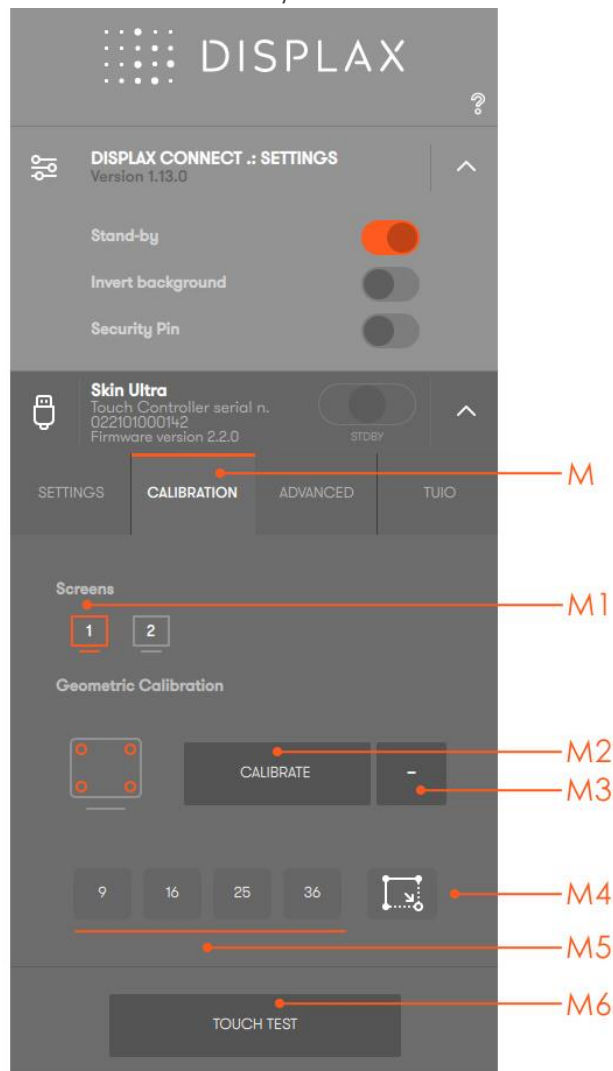 DISPLAX
?
DISPLAX CONNECT .: SETTINGS
Version 1.13.0
Stand-by
Invert background
Security Pin
Skin Ultra
Touch Controller serial n.
022101000142
Firmware version 2.2.0
STDBY
SETTINGS CALIBRATION ADVANCED TUIO M
Screens
M1
1 2
Geometric Calibration
CALIBRATE - M2
M3
9 16 25 36 M4
M5
TOUCH TEST M6